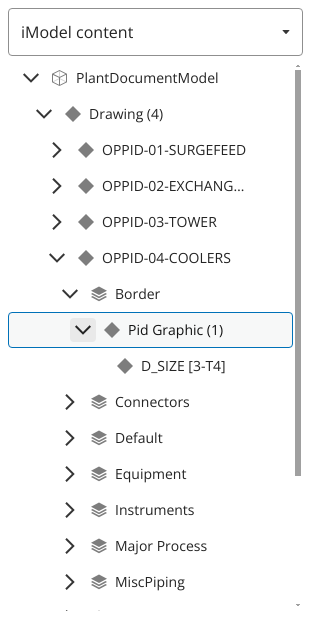 iModel content
PlantDocumentModel
Drawing (4)
OPPID-01-SURGEFEED
OPPID-02-EXCHANG...
OPPID-03-TOWER
OPPID-04-COOLERS
Border
Pid Graphic (1)
D_SIZE [3-T4]
Connectors
Default
Equipment
Instruments
Major Process
MiscPiping